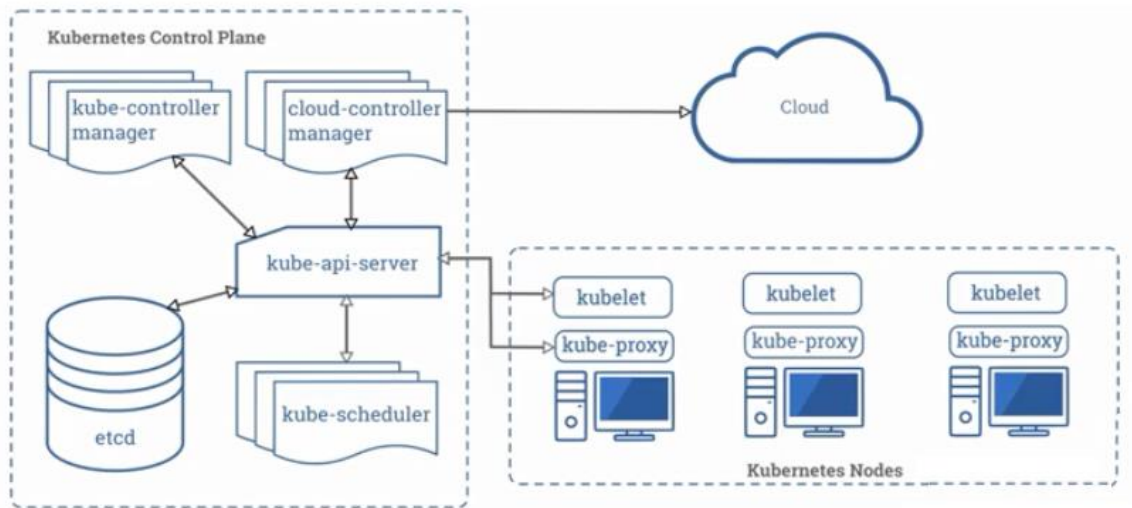 Kubernetes Control Plane
kube-controller
manager
cloud-controller
manager
Cloud
kube-api-server
kubelet
kubelet
kubelet
kube-proxy
kube-proxy
kube-proxy
etcd
kube-scheduler
Kubernetes Nodes